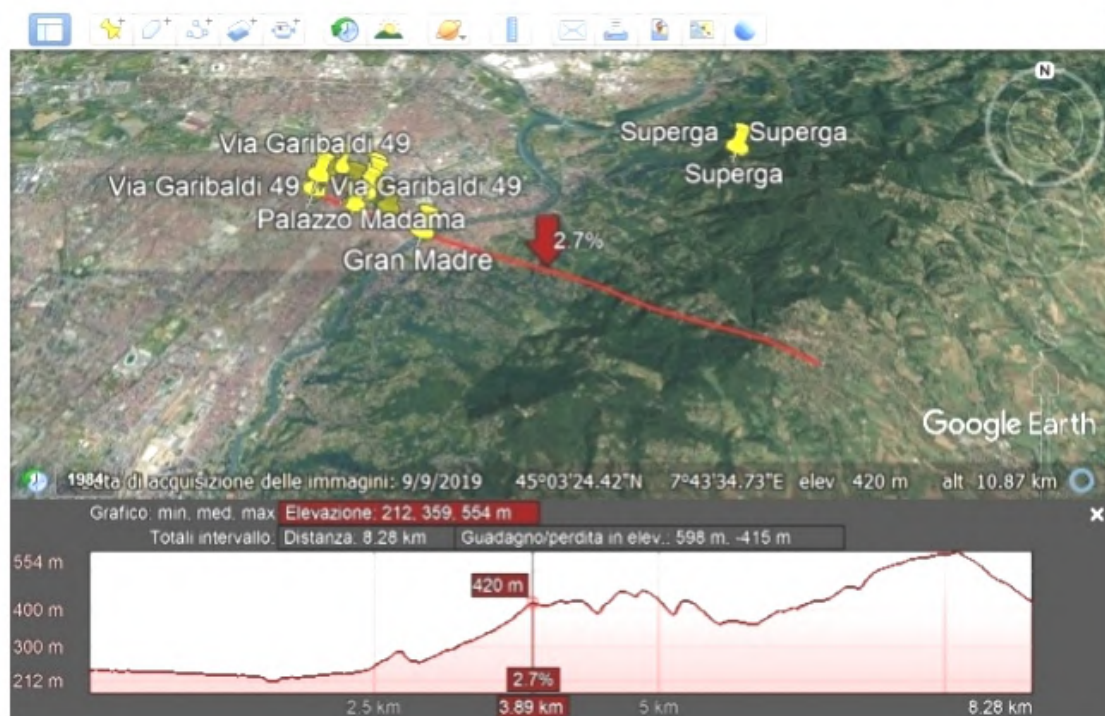 N
Superga Superga
Superga
Via Garibaldi 49
Via Garibaldi 49 Via Garibaldi 49
Palazzo Madama
Gran Madre
2.7%
Google Earth
1984 data di acquisizione delle immagini: 9/9/2019 45°03'24.42"N 7°43'34.73"E elev 420 m alt 10.87 km
Grafico: min. med. max Elevazione: 212, 359, 554 m
Totali intervallo: Distanza: 8.28 km Guadagno/perdita in elev.: 598 m. -415 m
554 m
420 m
400 m
300 m
212 m
2.7%
2.5 km 3.89 km 5 km 8.28 km